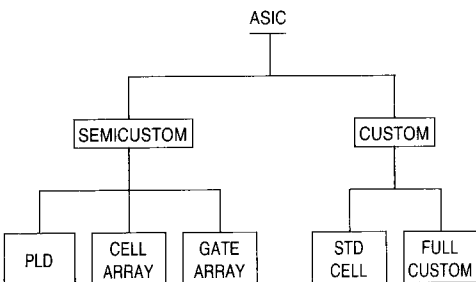 ASIC
SEMICUSTOM
CUSTOM
PLD
CELL
ARRAY
GATE
ARRAY
STD
CELL
FULL
CUSTOM